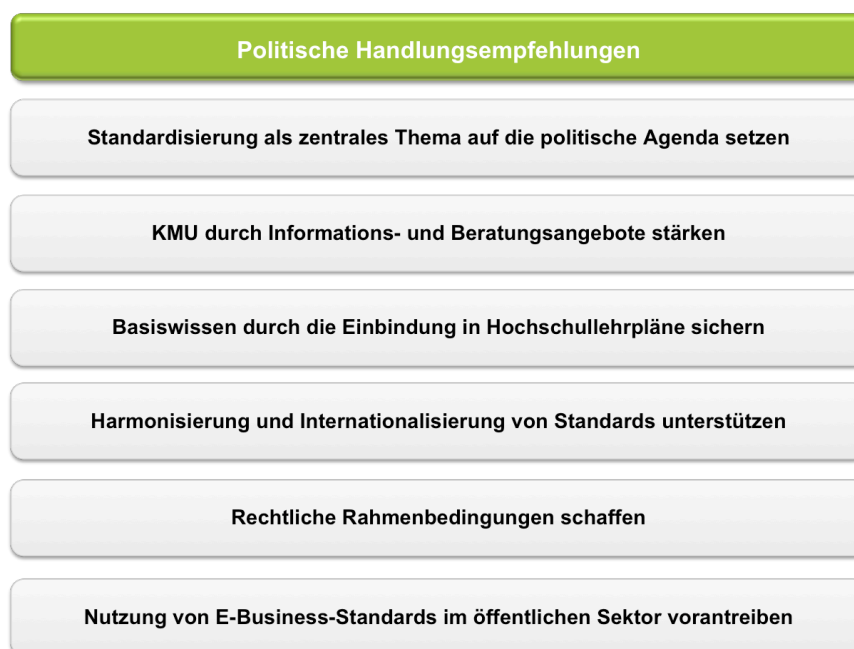 Politische Handlungsempfehlungen
Standardisierung als zentrales Thema auf die politische Agenda setzen
KMU durch Informations- und Beratungsangebote stärken
Basiswissen durch die Einbindung in Hochschullehrpläne sichern
Harmonisierung und Internationalisierung von Standards unterstützen
Rechtliche Rahmenbedingungen schaffen
Nutzung von E-Business-Standards im öffentlichen Sektor vorantreiben